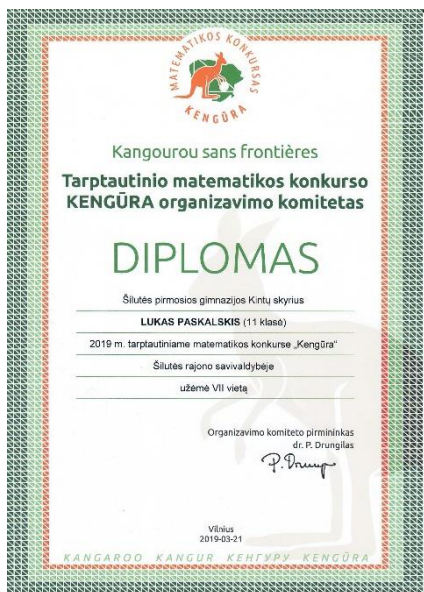 MATEMATIKOS KONKURSAS
KENGŪRA
Kangourou sans frontières
Tarptautinio matematikos konkurso
KENGŪRA organizavimo komitetas
DIPLOMAS
Šilutės pirmosios gimnazijos Kintų skyrius
LUKAS PASKALSKIS (11 klasė)
2019 m. tarptautiniame matematikos konkurse „Kengūra“
Šilutės rajono savivaldybėje
užėmė VII vietą
Organizavimo komiteto pirmininkas
dr. P. Drungilas
Vilnius
2019-03-21
KANGAROO KANGUR КЕНГУРУ KENGŪRA